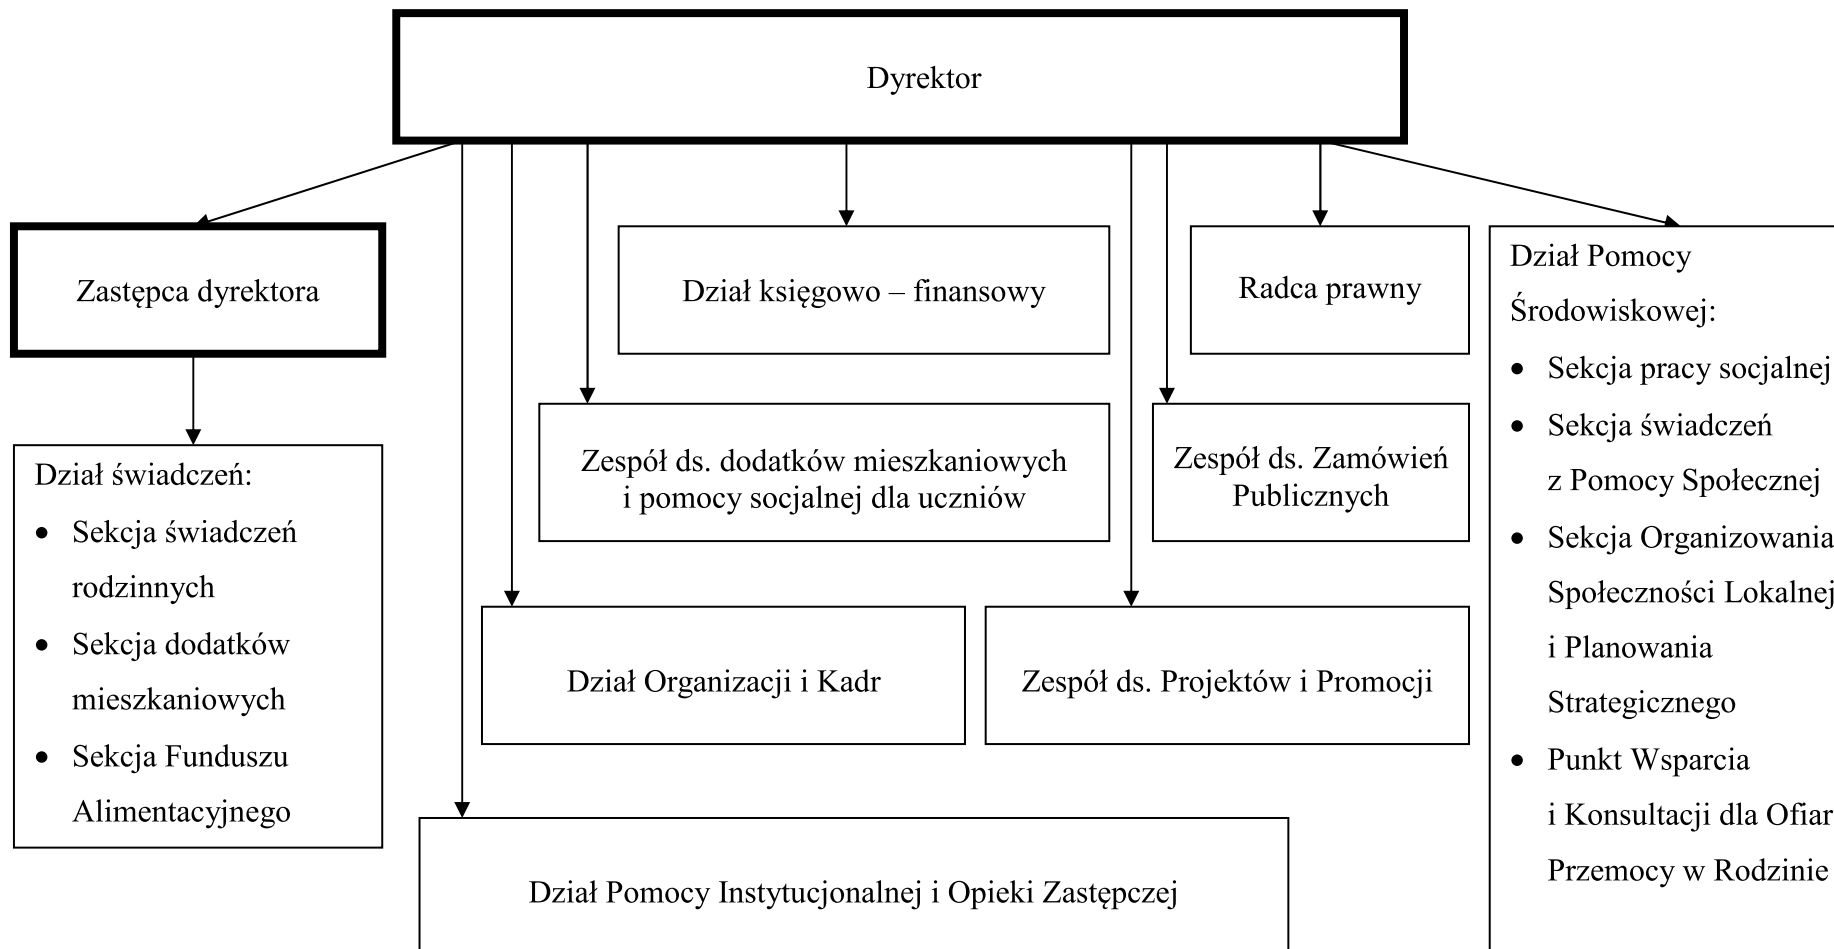 Dyrektor
Zastępca dyrektora
Dział księgowo – finansowy
Radca prawny
Dział Pomocy
Środowiskowej:
• Sekcja pracy socjalnej
• Sekcja świadczeń
z Pomocy Społecznej
• Sekcja Organizowania
Społeczności Lokalnej
i Planowania
Strategicznego
• Punkt Wsparcia
i Konsultacji dla Ofiar
Przemocy w Rodzinie
Zespół ds. dodatków mieszkaniowych
i pomocy socjalnej dla uczniów
Zespół ds. Zamówień
Publicznych
Dział świadczeń:
• Sekcja świadczeń
rodzinnych
• Sekcja dodatków
mieszkaniowych
• Sekcja Funduszu
Alimentacyjnego
Dział Organizacji i Kadr
Zespół ds. Projektów i Promocji
Dział Pomocy Instytucjonalnej i Opieki Zastępczej